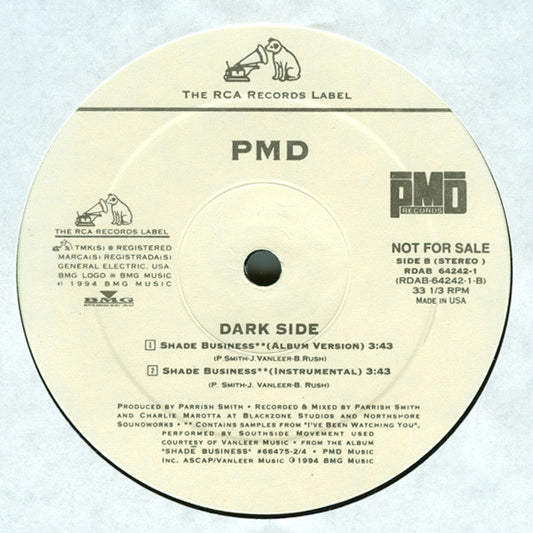 THE RCA RECORDS LABEL
PMD
THE RCA RECORDS LABEL
TMK(S) ® REGISTERED
MARCA(S) REGISTRADA(S)
GENERAL ELECTRIC, USA.
BMG LOGO ® BMG MUSIC
© 1994 BMG MUSIC
BMG
PMD
RECORDS
NOT FOR SALE
SIDE B (STEREO )
RDAB 64242-1
(RDAB-64242-1-B)
33 1/3 RPM
MADE IN USA
DARK SIDE
1 SHADE BUSINESS**(ALBUM VERSION) 3:43
(P. SMITH-J. VANLEER-B. RUSH)
2 SHADE BUSINESS**(INSTRUMENTAL) 3:43
(P. SMITH-J. VANLEER-B. RUSH)
PRODUCED BY PARRISH SMITH • RECORDED & MIXED BY PARRISH SMITH
AND CHARLIE MAROTTA AT BLACKZONE STUDIOS AND NORTHSHORE
SOUNDWORKS • ** CONTAINS SAMPLES FROM "I'VE BEEN WATCHING YOU",
PERFORMED BY SOUTHSIDE MOVEMENT USED
COURTESY OF VANLEER MUSIC • FROM THE ALBUM
"SHADE BUSINESS" #66475-2/4 • PMD MUSIC
INC. ASCAP/VANLEER MUSIC ℗ 1994 BMG MUSIC